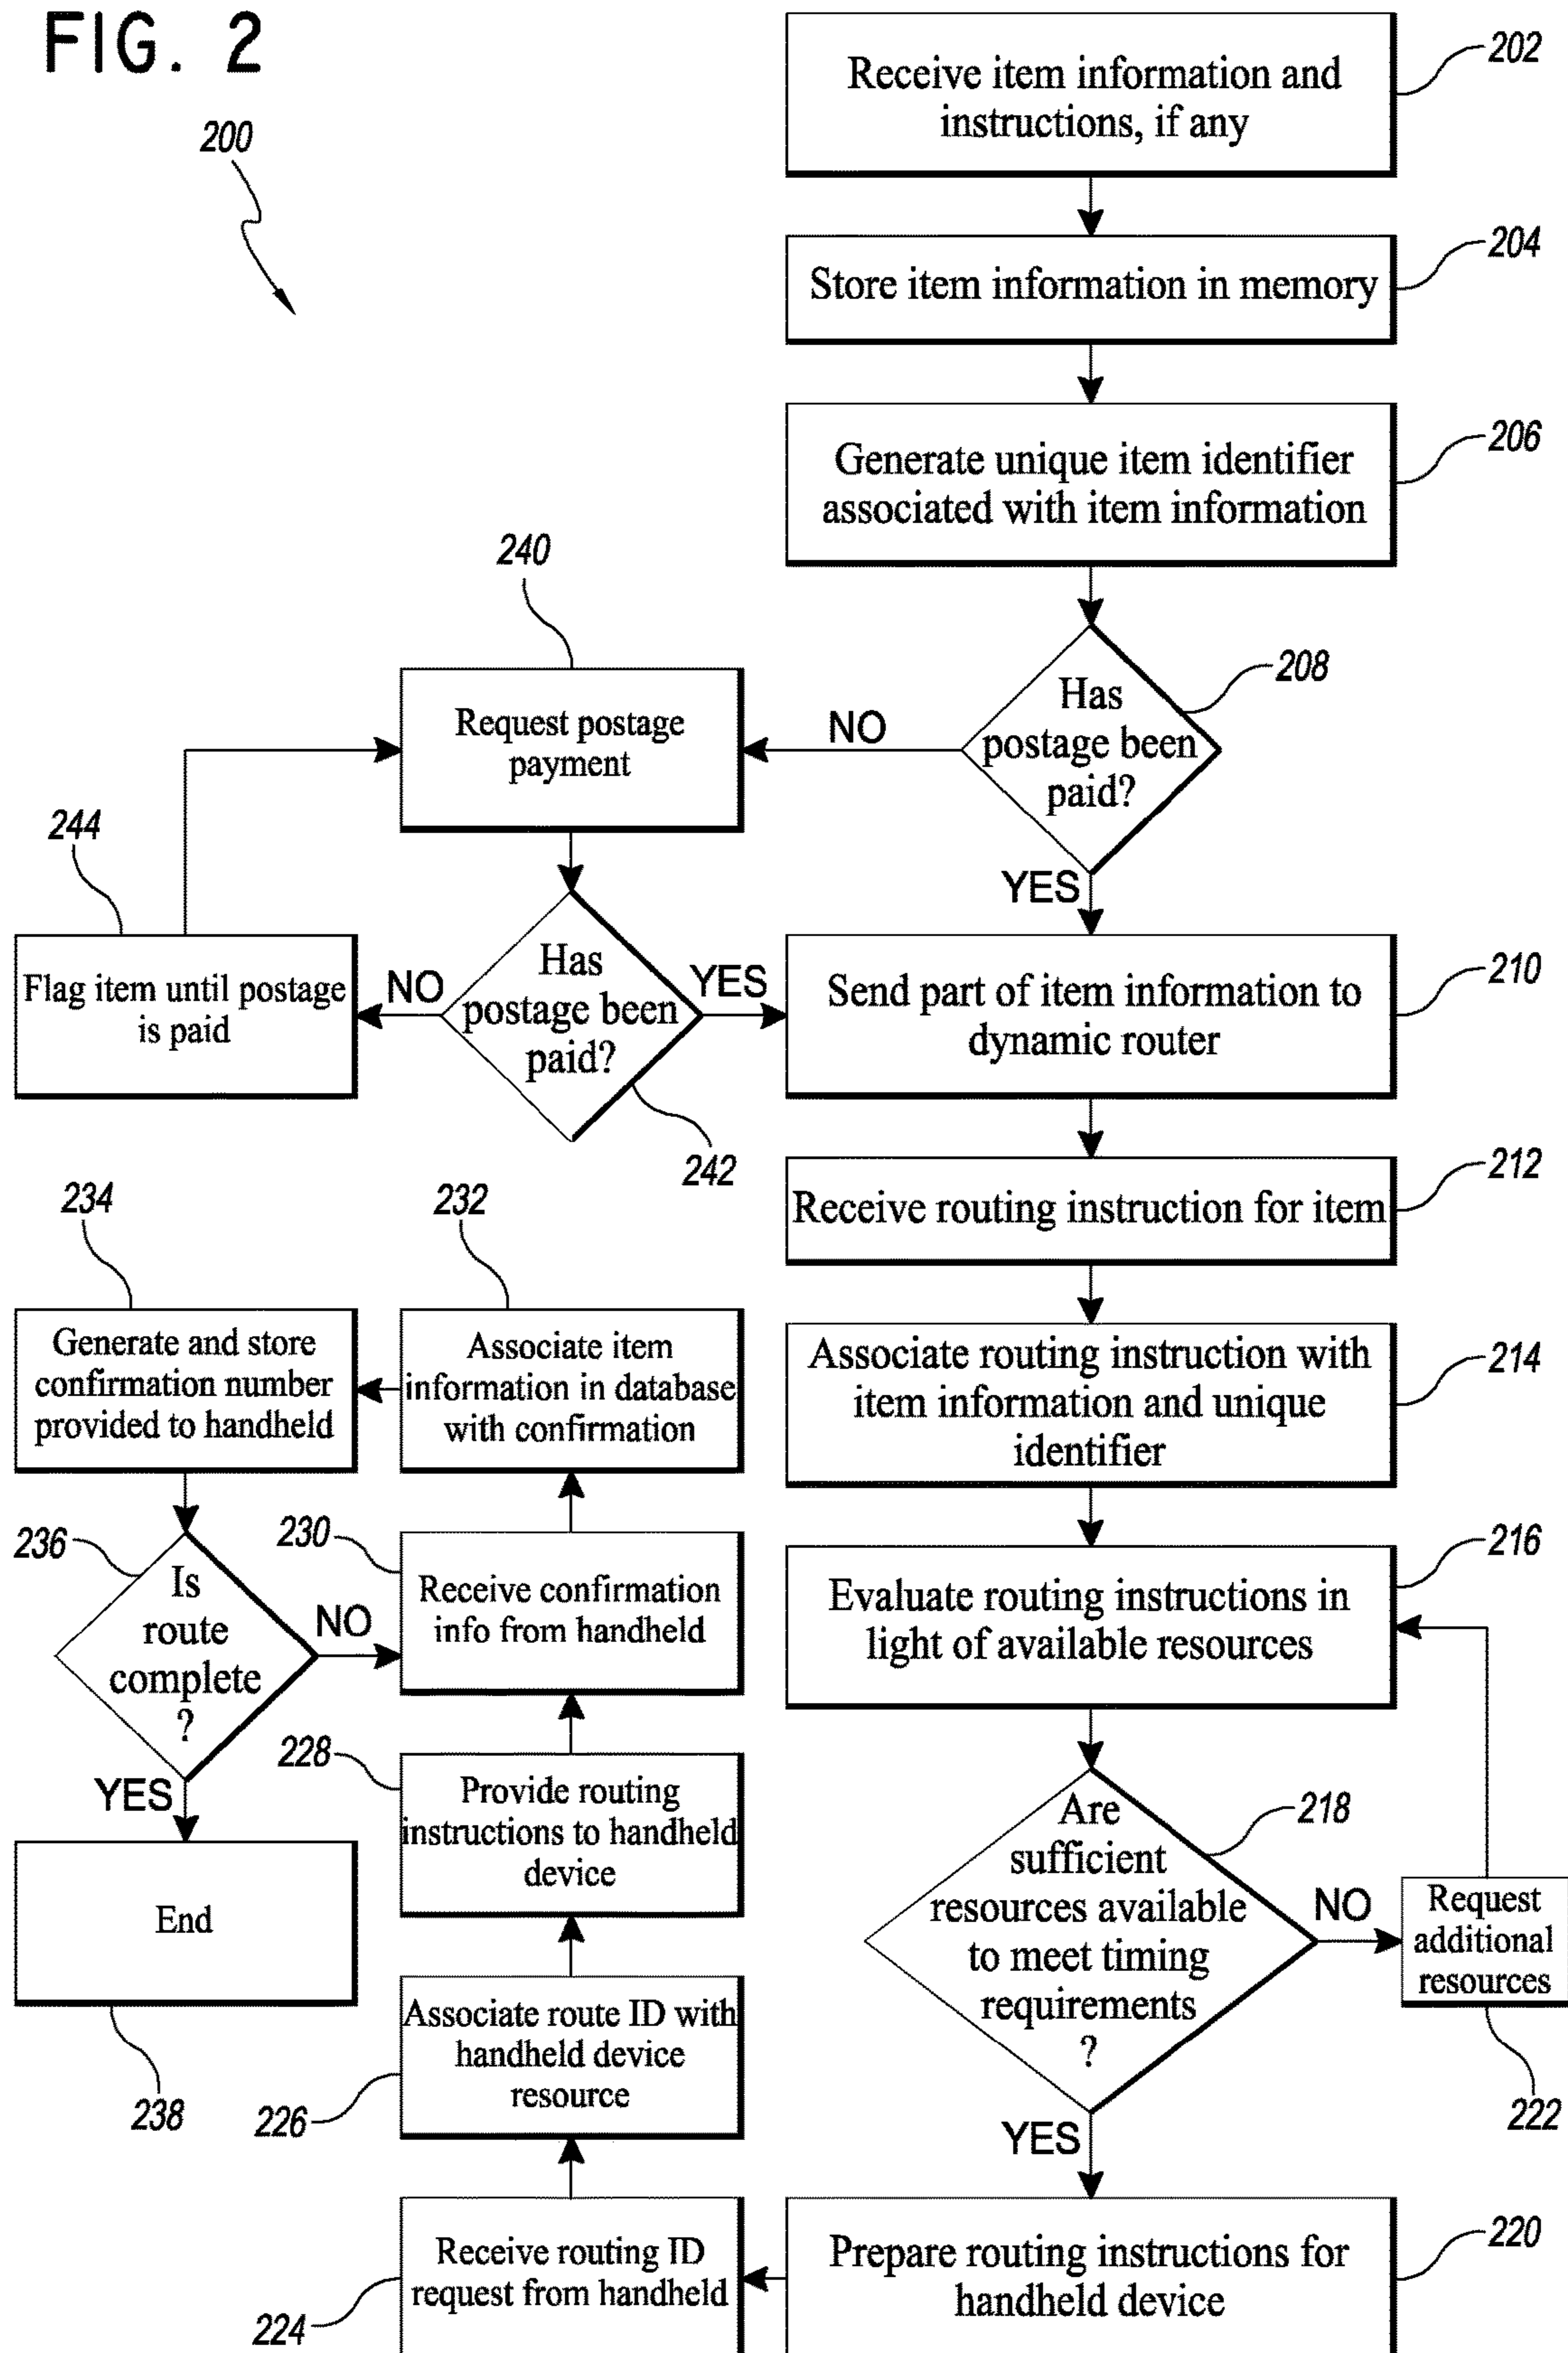 FIG. 2
200
Receive item information and
instructions, if any
202
Store item information in memory
204
Generate unique item identifier
associated with item information
206
Has
postage been
paid?
208
NO
YES
240
Request postage
payment
244
Flag item until postage
is paid
NO
Has
postage been
paid?
YES
242
Send part of item information to
dynamic router
210
Receive routing instruction for item
212
Associate routing instruction with
item information and unique
identifier
214
Evaluate routing instructions in
light of available resources
216
Are
sufficient
resources available
to meet timing
requirements
?
218
NO
Request
additional
resources
222
YES
Prepare routing instructions for
handheld device
220
Receive routing ID
request from handheld
224
Associate route ID with
handheld device
resource
226
Provide routing
instructions to handheld
device
228
Receive confirmation
info from handheld
230
Associate item
information in database
with confirmation
232
Generate and store
confirmation number
provided to handheld
234
Is
route
complete
?
236
NO
YES
End
238